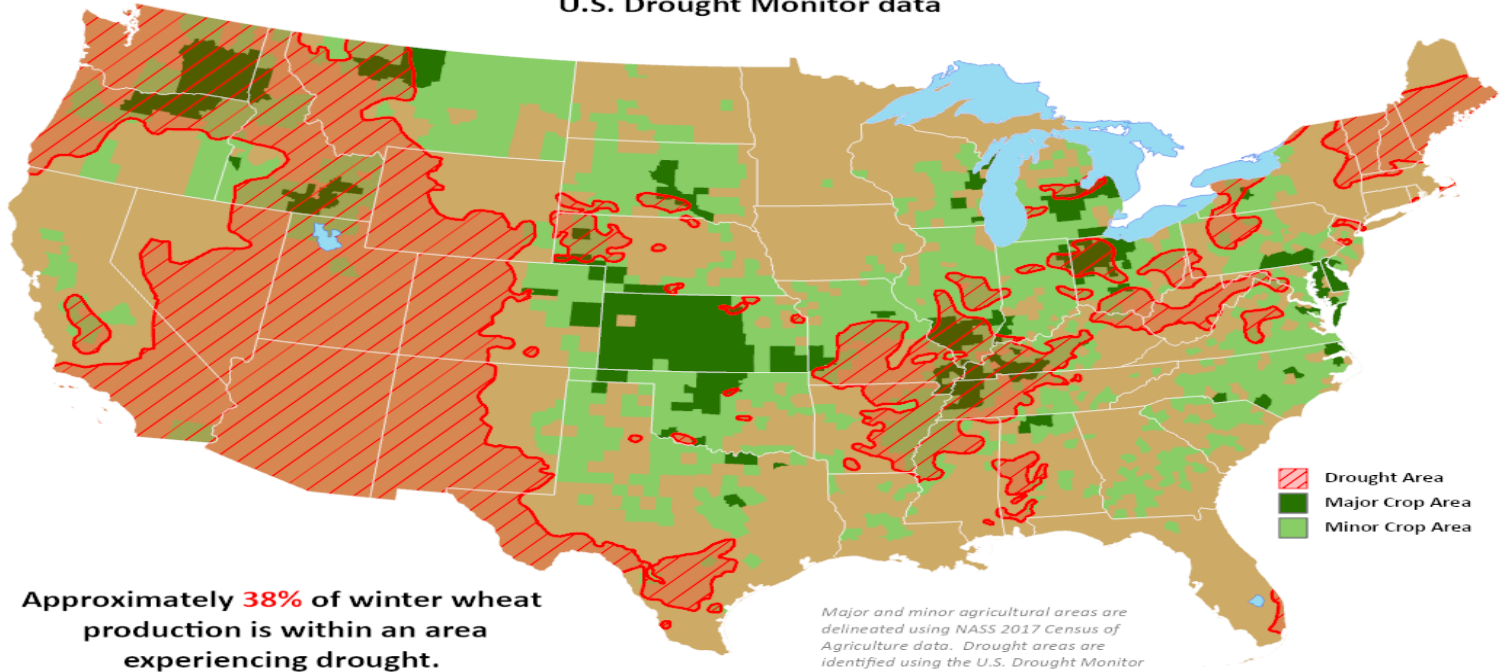 U.S. Drought Monitor data
Drought Area
Major Crop Area
Minor Crop Area
Approximately 38% of winter wheat
production is within an area
experiencing drought.
Major and minor agricultural areas are
delineated using NASS 2017 Census of
Agriculture data. Drought areas are
identified using the U.S. Drought Monitor